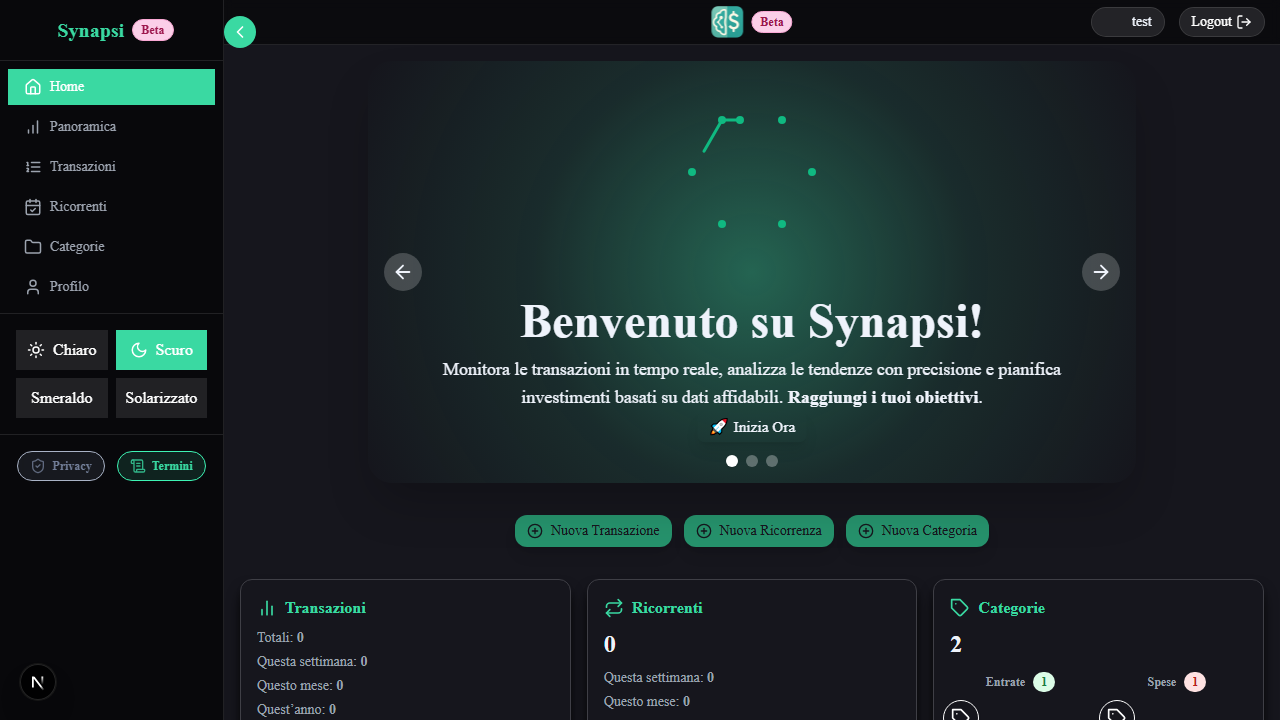 Synapsi Beta
Beta
test
Logout
Home
Panoramica
Transazioni
Ricorrenti
Categorie
Profilo
Chiaro
Scuro
Smeraldo
Solarizzato
Privacy
Termini
Benvenuto su Synapsi!
Monitora le transazioni in tempo reale, analizza le tendenze con precisione e pianifica
investimenti basati su dati affidabili. Raggiungi i tuoi obiettivi.
🚀 Inizia Ora
Nuova Transazione
Nuova Ricorrenza
Nuova Categoria
Transazioni
Totali: 0
Questa settimana: 0
Questo mese: 0
Quest'anno: 0
Ricorrenti
0
Questa settimana: 0
Questo mese: 0
Categorie
2
Entrate 1
Spese 1
N